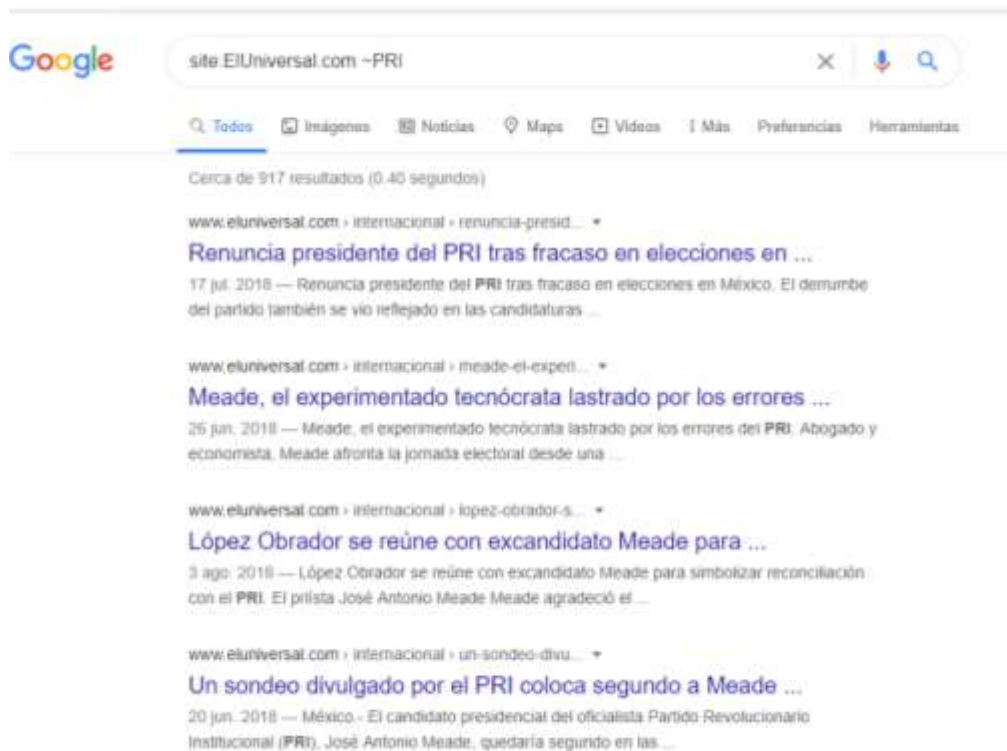 Google
site:ElUniversal.com ~PRI
Todos Imágenes Noticias Maps Videos Más Preferencias Herramientas
Cerca de 917 resultados (0.40 segundos)
www.eluniversal.com › internacional › renuncia-presid...
Renuncia presidente del PRI tras fracaso en elecciones en ...
17 jul. 2018 — Renuncia presidente del PRI tras fracaso en elecciones en México. El derrumbe
del partido también se vio reflejado en las candidaturas ...
www.eluniversal.com › internacional › meade-el-experi...
Meade, el experimentado tecnócrata lastrado por los errores ...
26 jun. 2018 — Meade, el experimentado tecnócrata lastrado por los errores del PRI. Abogado y
economista, Meade afronta la jornada electoral desde una ...
www.eluniversal.com › internacional › lopez-obrador-s...
López Obrador se reúne con excandidato Meade para ...
3 ago. 2018 — López Obrador se reúne con excandidato Meade para simbolizar reconciliación
con el PRI. El priísta José Antonio Meade Meade agradeció el ...
www.eluniversal.com › internacional › un-sondeo-divu...
Un sondeo divulgado por el PRI coloca segundo a Meade ...
20 jun. 2018 — México.- El candidato presidencial del oficialista Partido Revolucionario
Institucional (PRI), José Antonio Meade, quedaría segundo en las ...